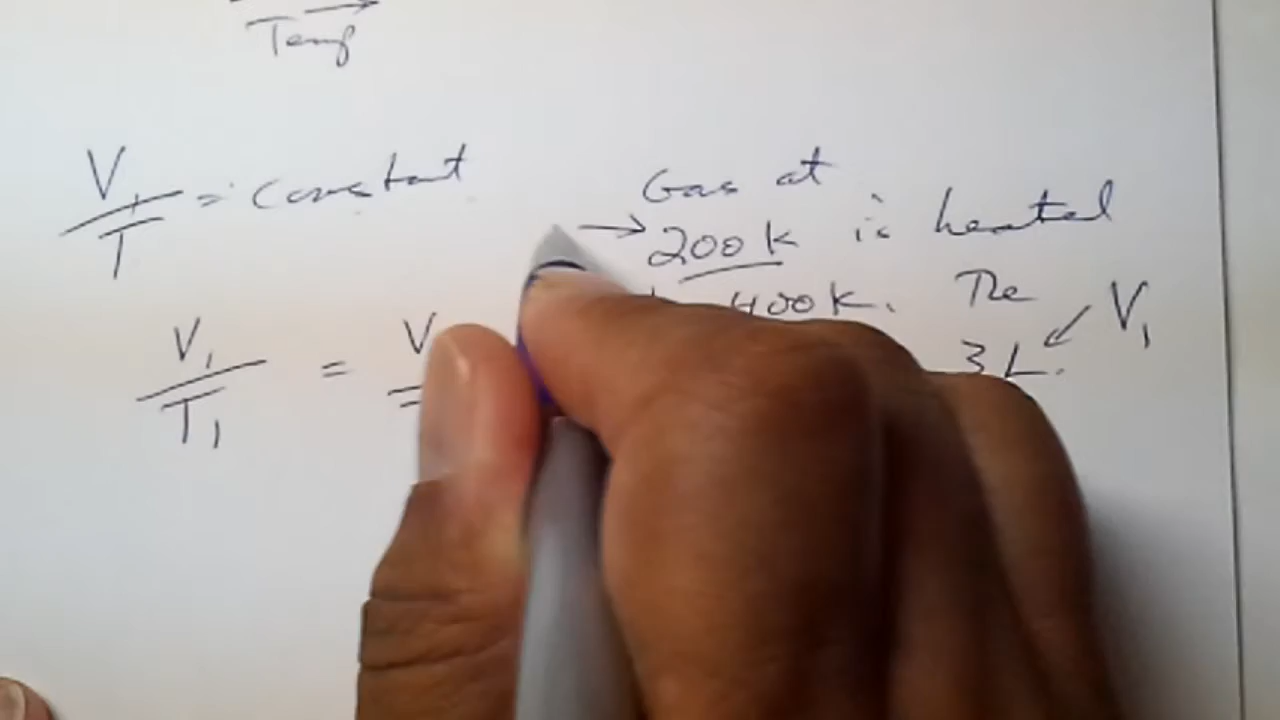 Temp
V/T = constant
V1/T1 = V
Gas at
200 K is heated
400 K. The
3 L.
V1